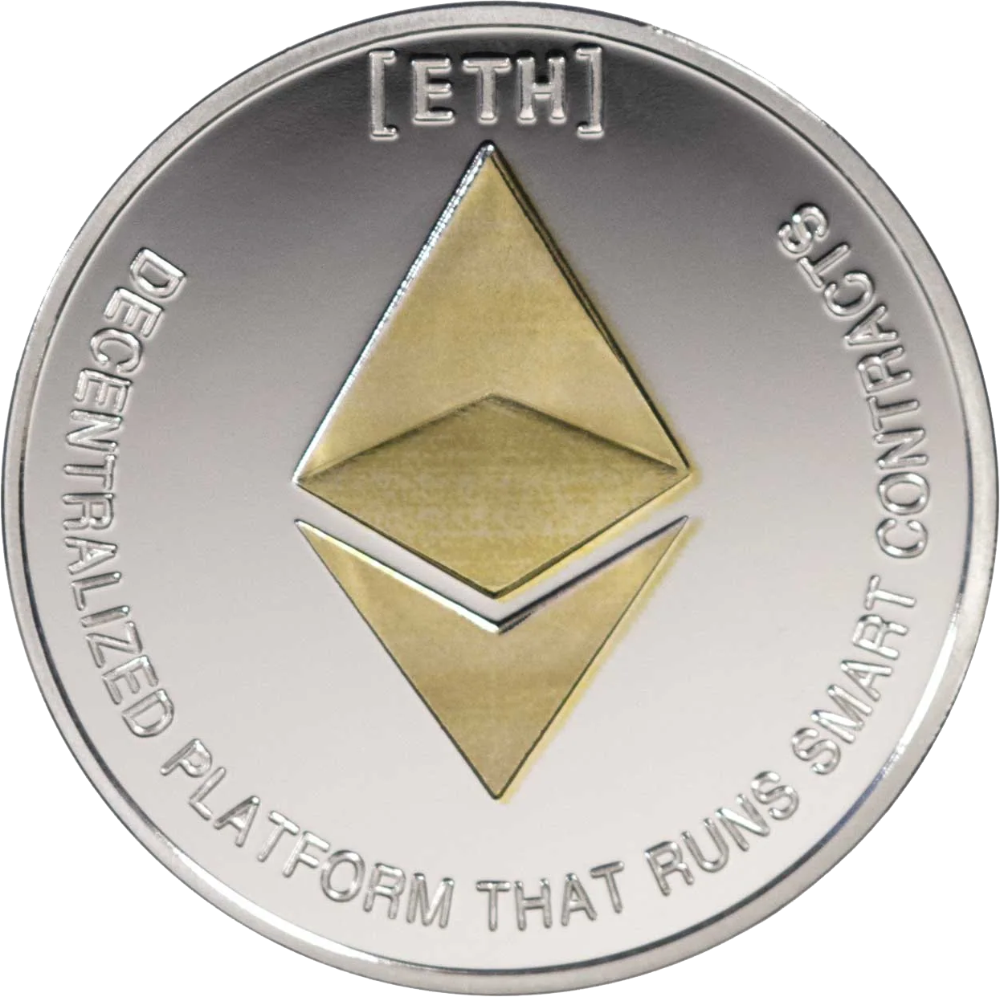 [ETH]
DECENTRALIZED PLATFORM THAT RUNS SMART CONTRACTS